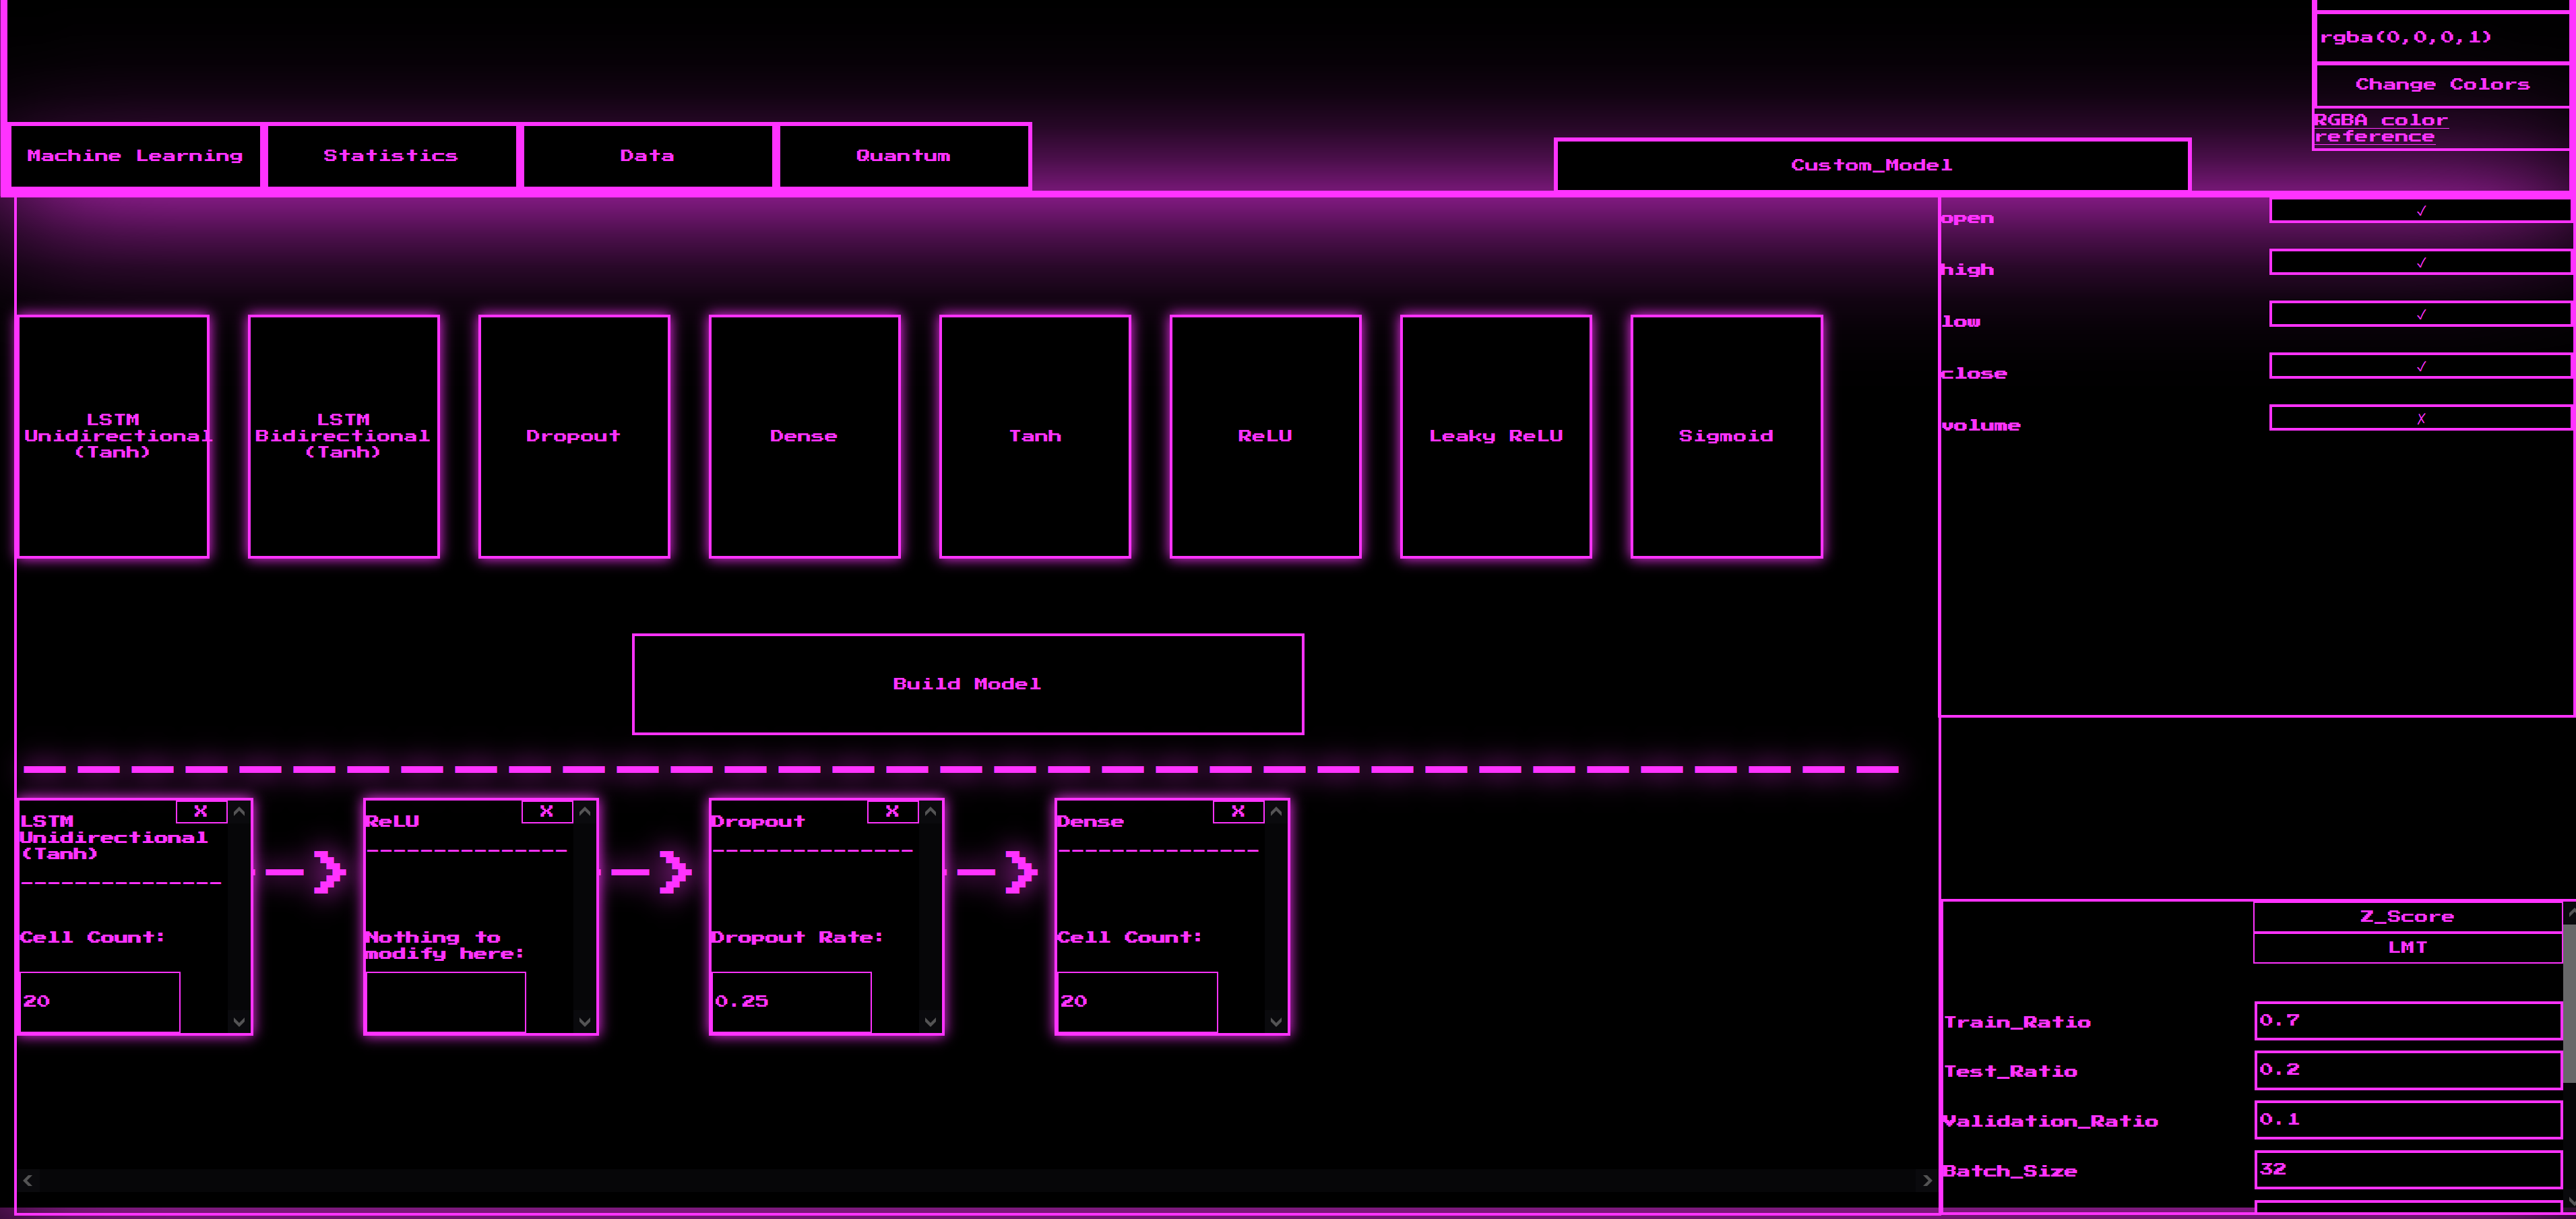 rgba(0,0,0,1)
Change Colors
RGBA color
reference
Machine Learning
Statistics
Data
Quantum
Custom_Model
open
✓
high
✓
low
✓
close
✓
volume
X
LSTM
Unidirectional
(Tanh)
LSTM
Bidirectional
(Tanh)
Dropout
Dense
Tanh
ReLU
Leaky ReLU
Sigmoid
Build Model
LSTM
Unidirectional
(Tanh)
X
---------------
Cell Count:
20
ReLU
X
---------------
Nothing to
modify here:
Dropout
X
---------------
Dropout Rate:
0.25
Dense
X
---------------
Cell Count:
20
Z_Score
LMT
Train_Ratio
0.7
Test_Ratio
0.2
Validation_Ratio
0.1
Batch_Size
32